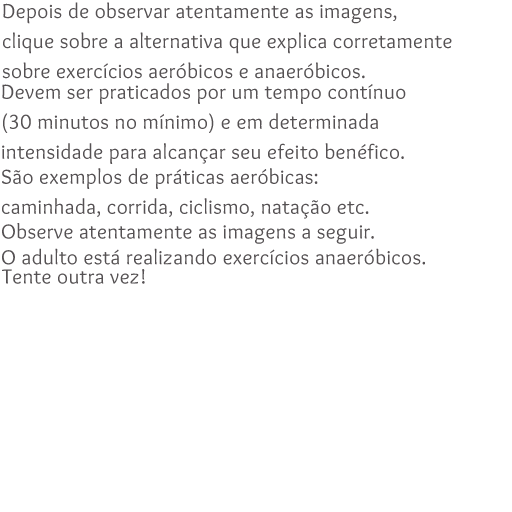 Depois de observar atentamente as imagens,
clique sobre a alternativa que explica corretamente
sobre exercícios aeróbicos e anaeróbicos.
Devem ser praticados por um tempo contínuo
(30 minutos no mínimo) e em determinada
intensidade para alcançar seu efeito benéfico.
São exemplos de práticas aeróbicas:
caminhada, corrida, ciclismo, natação etc.
Observe atentamente as imagens a seguir.
O adulto está realizando exercícios anaeróbicos.
Tente outra vez!